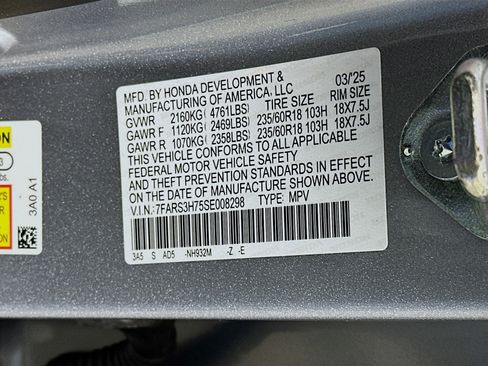 MFD. BY HONDA DEVELOPMENT & 03/'25
MANUFACTURING OF AMERICA, LLC
GVWR 2160KG( 4761LBS) TIRE SIZE RIM SIZE
GAWR F 1120KG( 2469LBS) 235/60R18 103H 18X7.5J
GAWR R 1070KG( 2358LBS) 235/60R18 103H 18X7.5J
THIS VEHICLE CONFORMS TO ALL APPLICABLE
FEDERAL MOTOR VEHICLE SAFETY
AND THEFT PREVENTION STANDARDS IN EFFECT
ON THE DATE OF MANUFACTURE SHOWN ABOVE.
V.I.N.:7FARS3H75SE008298 TYPE: MPV
3A5 S AD5 -NH932M -Z -E
3A0 A1